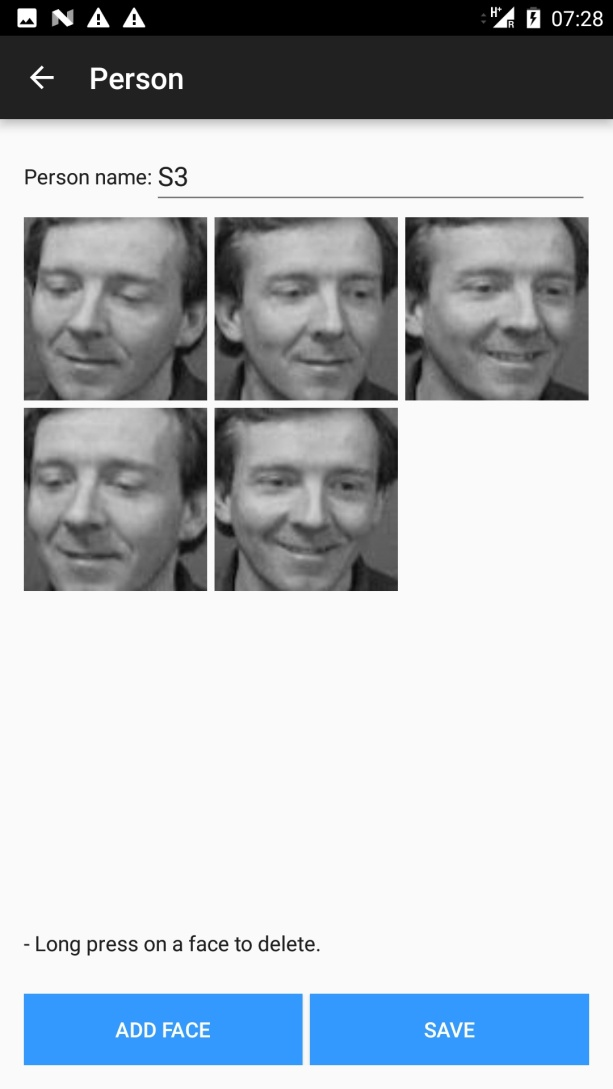 H+ R 07:28
Person
Person name: S3
- Long press on a face to delete.
ADD FACE SAVE